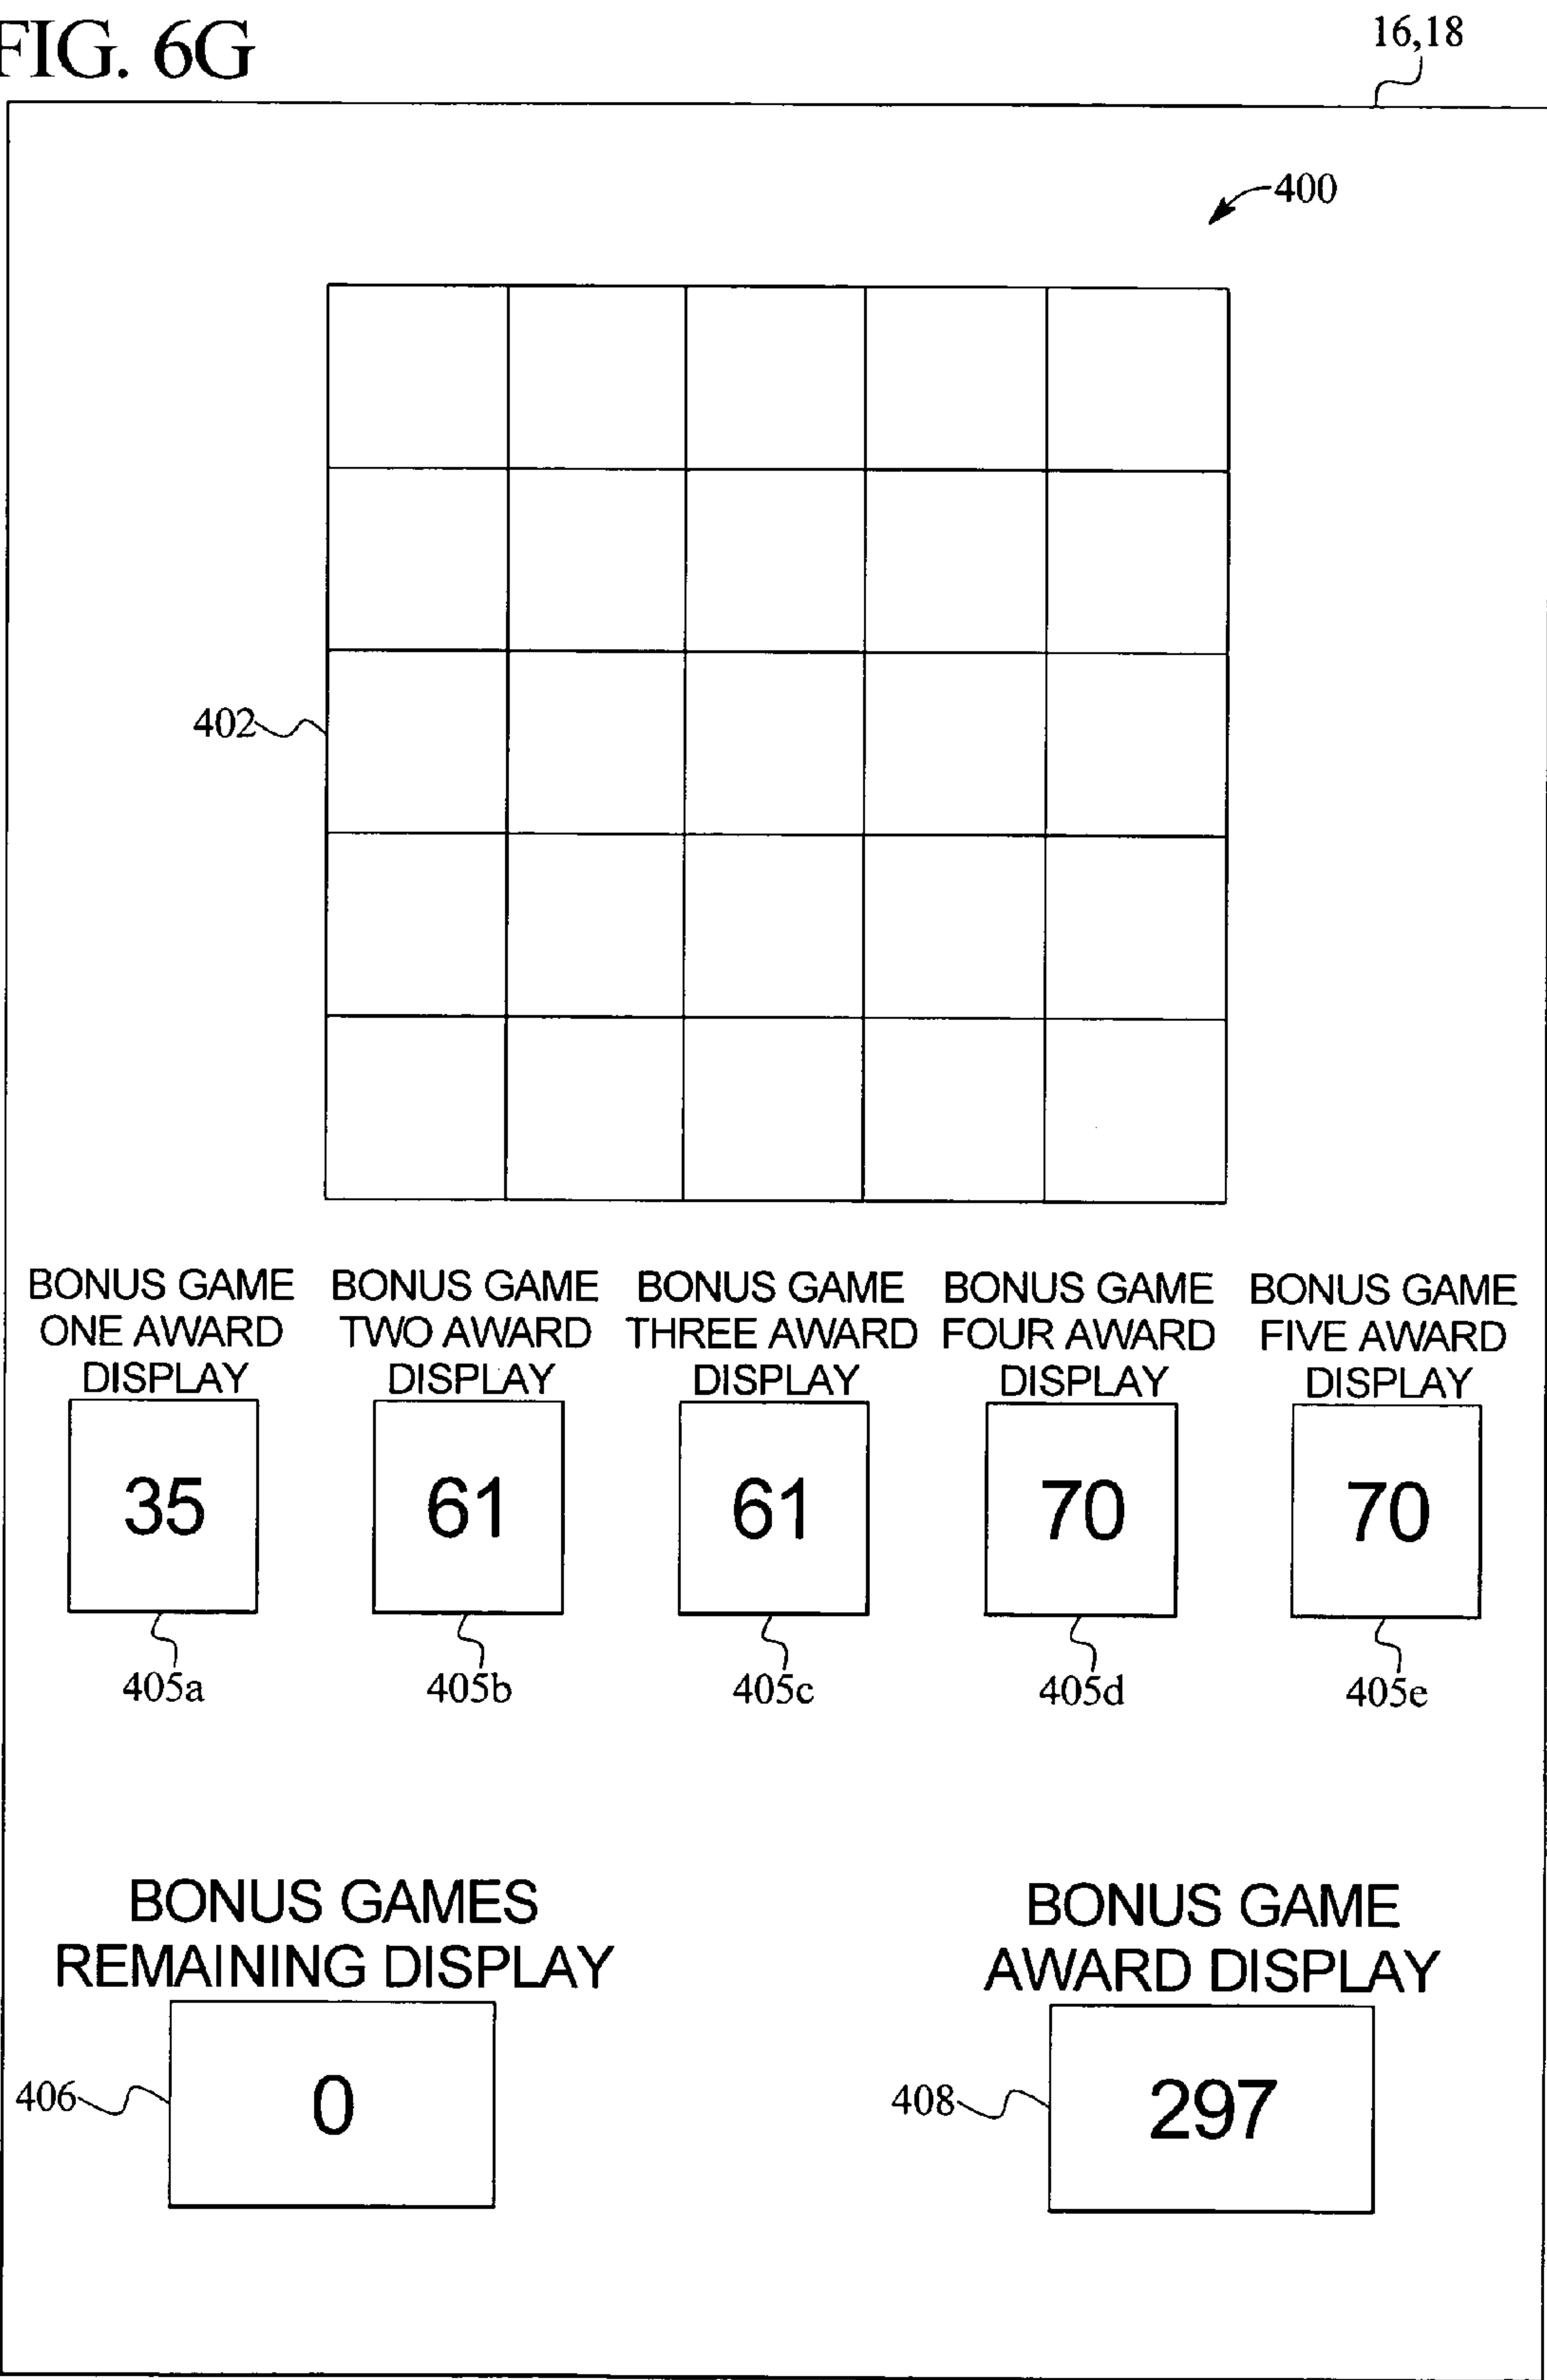 FIG. 6G
16,18
400
402
BONUS GAME ONE AWARD DISPLAY
BONUS GAME TWO AWARD DISPLAY
BONUS GAME THREE AWARD DISPLAY
BONUS GAME FOUR AWARD DISPLAY
BONUS GAME FIVE AWARD DISPLAY
35
61
61
70
70
405a
405b
405c
405d
405e
BONUS GAMES
REMAINING DISPLAY
BONUS GAME
AWARD DISPLAY
406
0
408
297